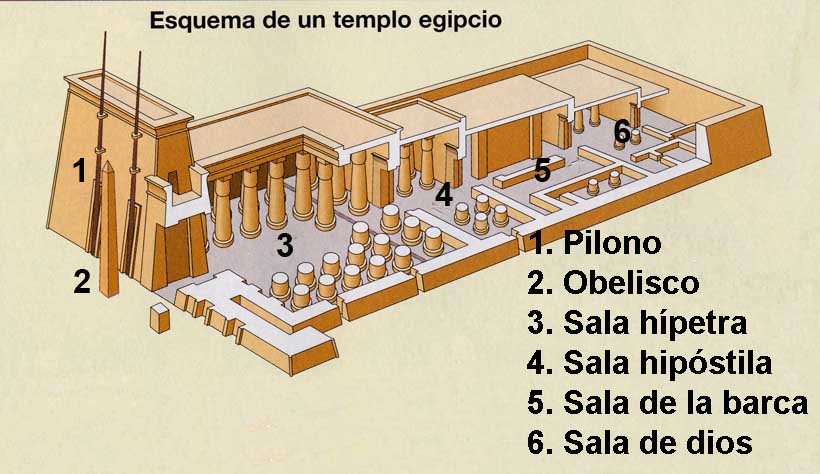 Esquema de un templo egipcio
1
2
3
4
5
6
1. Pilono
2. Obelisco
3. Sala hípetra
4. Sala hipóstila
5. Sala de la barca
6. Sala de dios